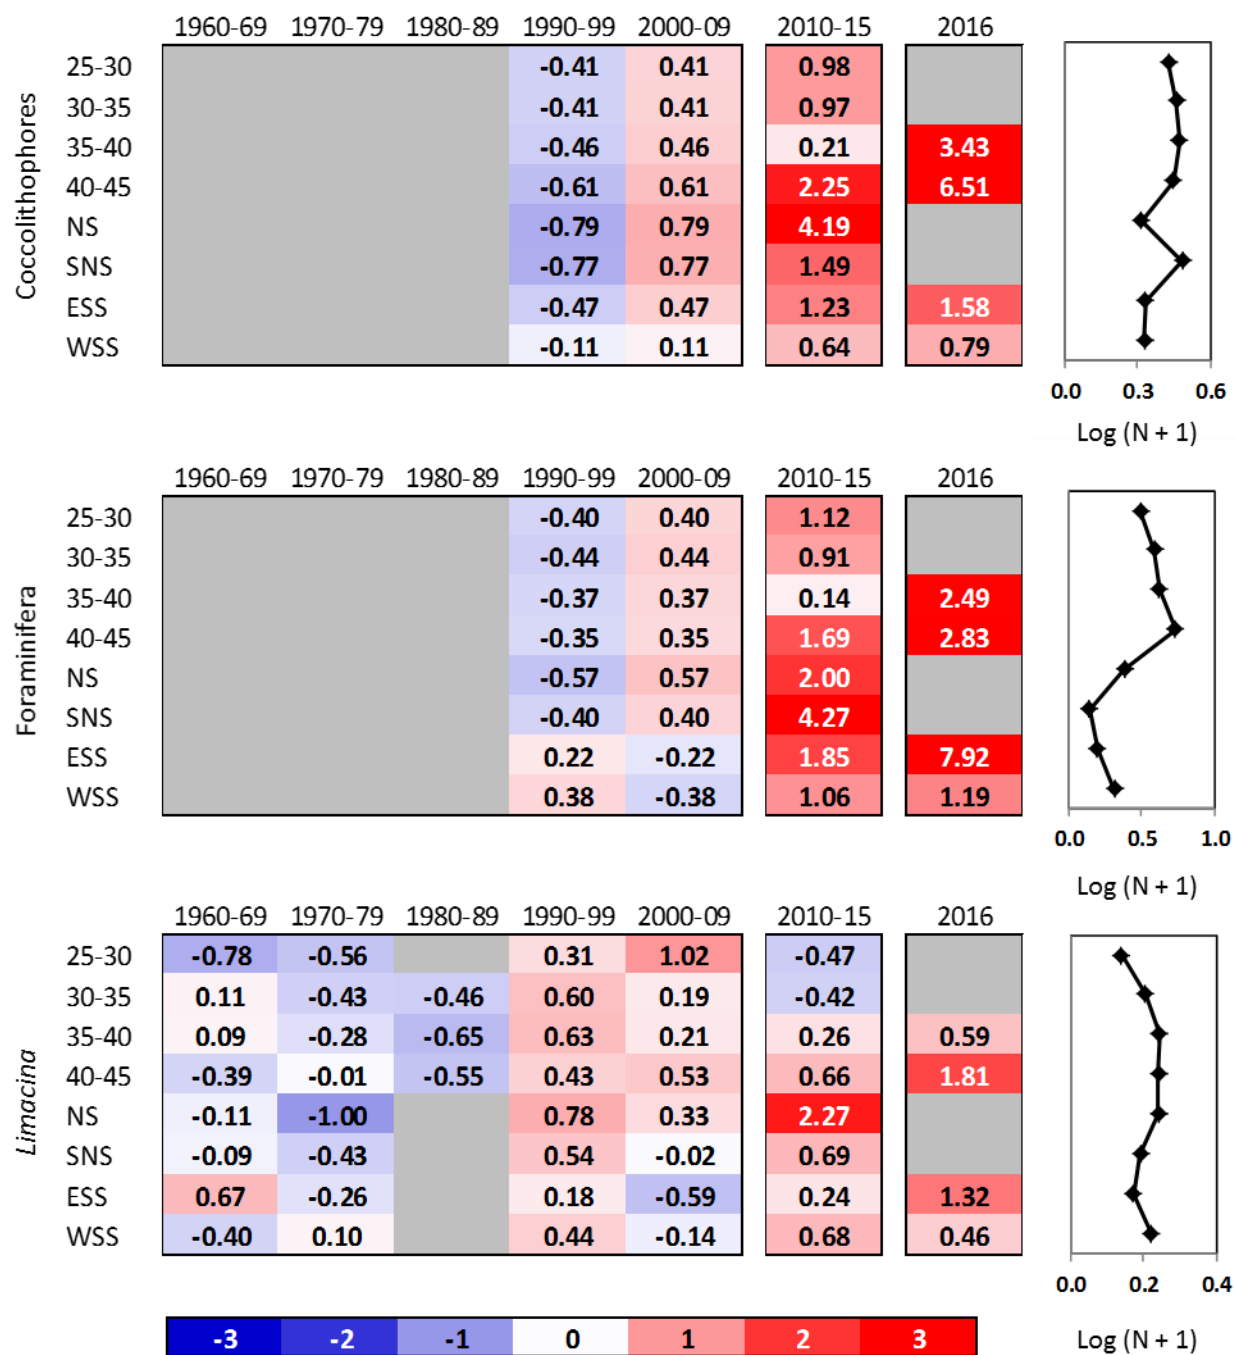 1960-69 1970-79 1980-89 1990-99 2000-09 2010-15 2016
Coccolithophores
25-30 -0.41 0.41 0.98
30-35 -0.41 0.41 0.97
35-40 -0.46 0.46 0.21 3.43
40-45 -0.61 0.61 2.25 6.51
NS -0.79 0.79 4.19
SNS -0.77 0.77 1.49
ESS -0.47 0.47 1.23 1.58
WSS -0.11 0.11 0.64 0.79
0.0 0.3 0.6
Log (N + 1)
1960-69 1970-79 1980-89 1990-99 2000-09 2010-15 2016
Foraminifera
25-30 -0.40 0.40 1.12
30-35 -0.44 0.44 0.91
35-40 -0.37 0.37 0.14 2.49
40-45 -0.35 0.35 1.69 2.83
NS -0.57 0.57 2.00
SNS -0.40 0.40 4.27
ESS 0.22 -0.22 1.85 7.92
WSS 0.38 -0.38 1.06 1.19
0.0 0.5 1.0
Log (N + 1)
1960-69 1970-79 1980-89 1990-99 2000-09 2010-15 2016
Limacina
25-30 -0.78 -0.56 0.31 1.02 -0.47
30-35 0.11 -0.43 -0.46 0.60 0.19 -0.42
35-40 0.09 -0.28 -0.65 0.63 0.21 0.26 0.59
40-45 -0.39 -0.01 -0.55 0.43 0.53 0.66 1.81
NS -0.11 -1.00 0.78 0.33 2.27
SNS -0.09 -0.43 0.54 -0.02 0.69
ESS 0.67 -0.26 0.18 -0.59 0.24 1.32
WSS -0.40 0.10 0.44 -0.14 0.68 0.46
0.0 0.2 0.4
-3 -2 -1 0 1 2 3
Log (N + 1)